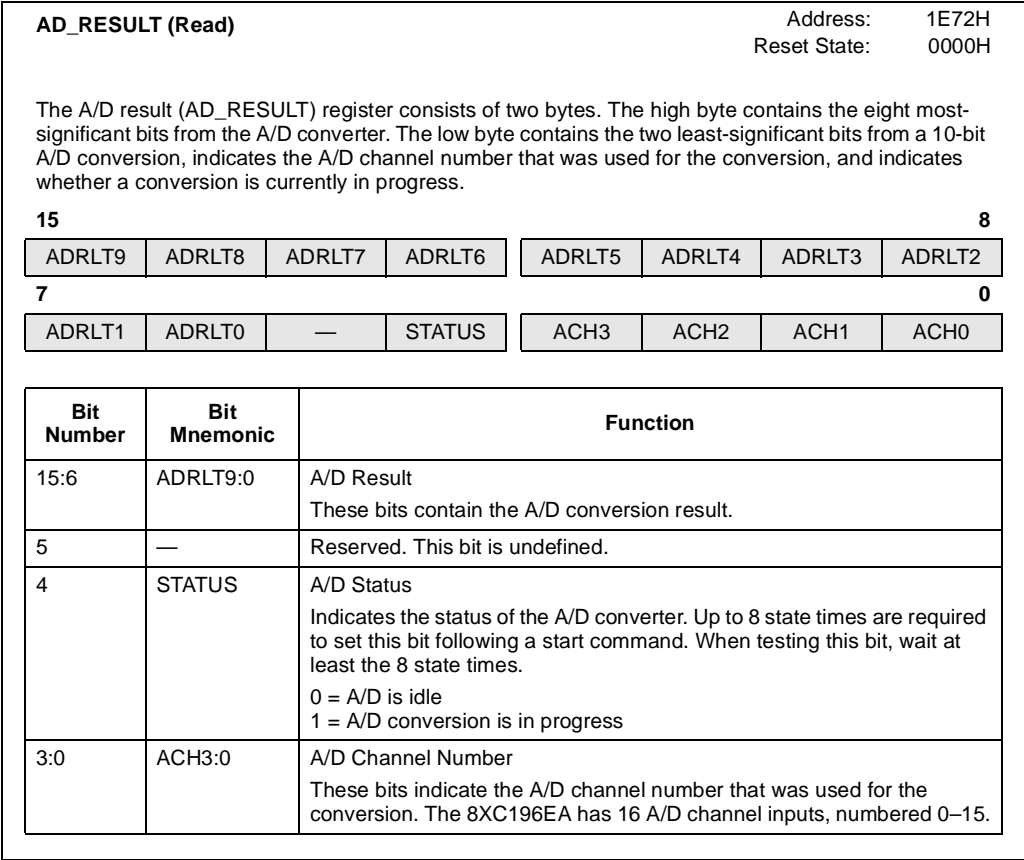 AD_RESULT (Read) Address: 1E72H
Reset State: 0000H
The A/D result (AD_RESULT) register consists of two bytes. The high byte contains the eight most-
significant bits from the A/D converter. The low byte contains the two least-significant bits from a 10-bit
A/D conversion, indicates the A/D channel number that was used for the conversion, and indicates
whether a conversion is currently in progress.
15 8
ADRLT9 ADRLT8 ADRLT7 ADRLT6 ADRLT5 ADRLT4 ADRLT3 ADRLT2
7 0
ADRLT1 ADRLT0 — STATUS ACH3 ACH2 ACH1 ACH0
Bit Number Bit Mnemonic Function
15:6 ADRLT9:0 A/D Result
These bits contain the A/D conversion result.
5 — Reserved. This bit is undefined.
4 STATUS A/D Status
Indicates the status of the A/D converter. Up to 8 state times are required
to set this bit following a start command. When testing this bit, wait at
least the 8 state times.
0 = A/D is idle
1 = A/D conversion is in progress
3:0 ACH3:0 A/D Channel Number
These bits indicate the A/D channel number that was used for the
conversion. The 8XC196EA has 16 A/D channel inputs, numbered 0–15.